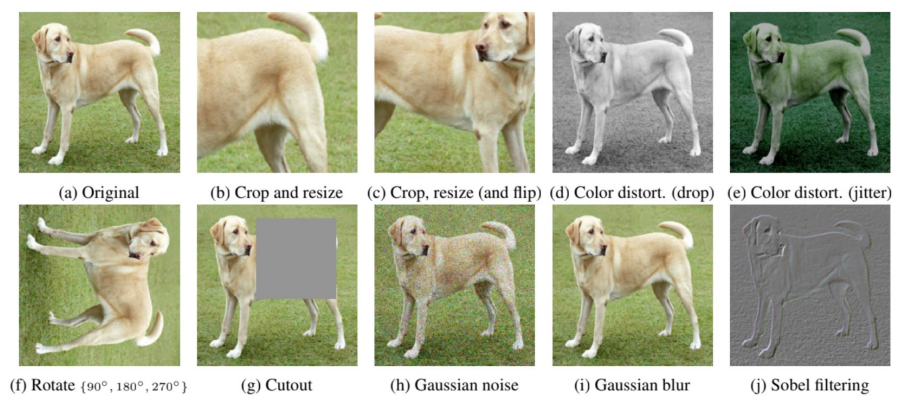 (a) Original
(b) Crop and resize
(c) Crop, resize (and flip)
(d) Color distort. (drop)
(e) Color distort. (jitter)
(f) Rotate {90°, 180°, 270°}
(g) Cutout
(h) Gaussian noise
(i) Gaussian blur
(j) Sobel filtering